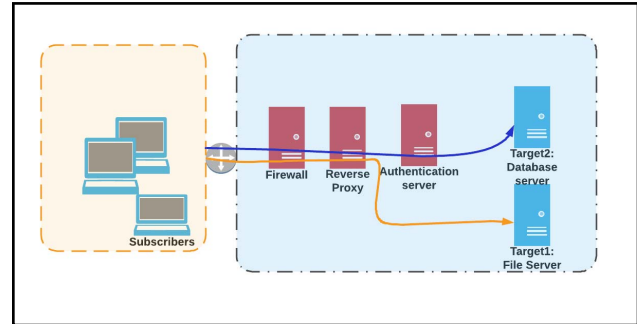 Subscribers
Firewall
Reverse
Proxy
Authentication
server
Target2:
Database
server
Target1:
File Server